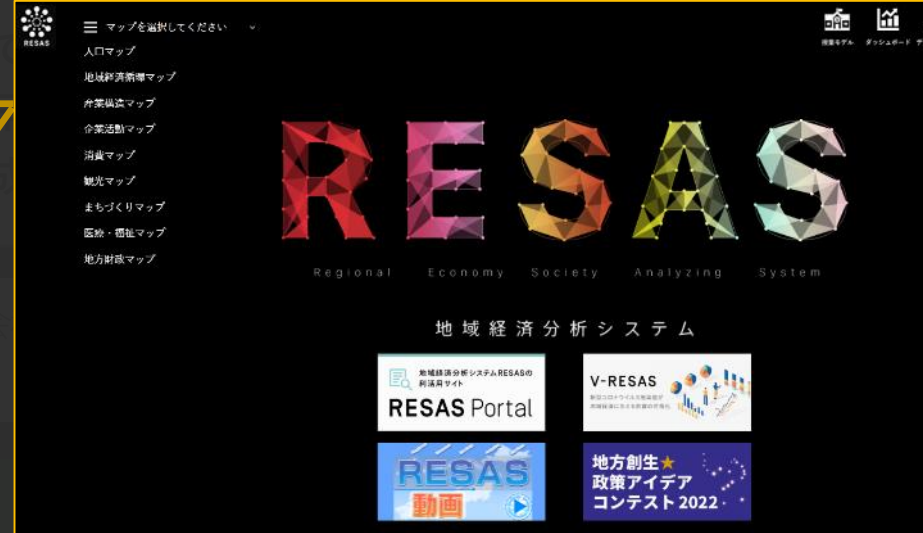 RESAS
マップを選択してください
授業モデル
ダッシュボード
人口マップ
地域経済循環マップ
産業構造マップ
企業活動マップ
消費マップ
観光マップ
まちづくりマップ
医療・福祉マップ
地方財政マップ
RESAS
Regional Economy Society Analyzing System
地域経済分析システム
地域経済分析システムRESASの
利活用サイト
RESAS Portal
V-RESAS
RESAS
動画
地方創生★
政策アイデア
コンテスト2022